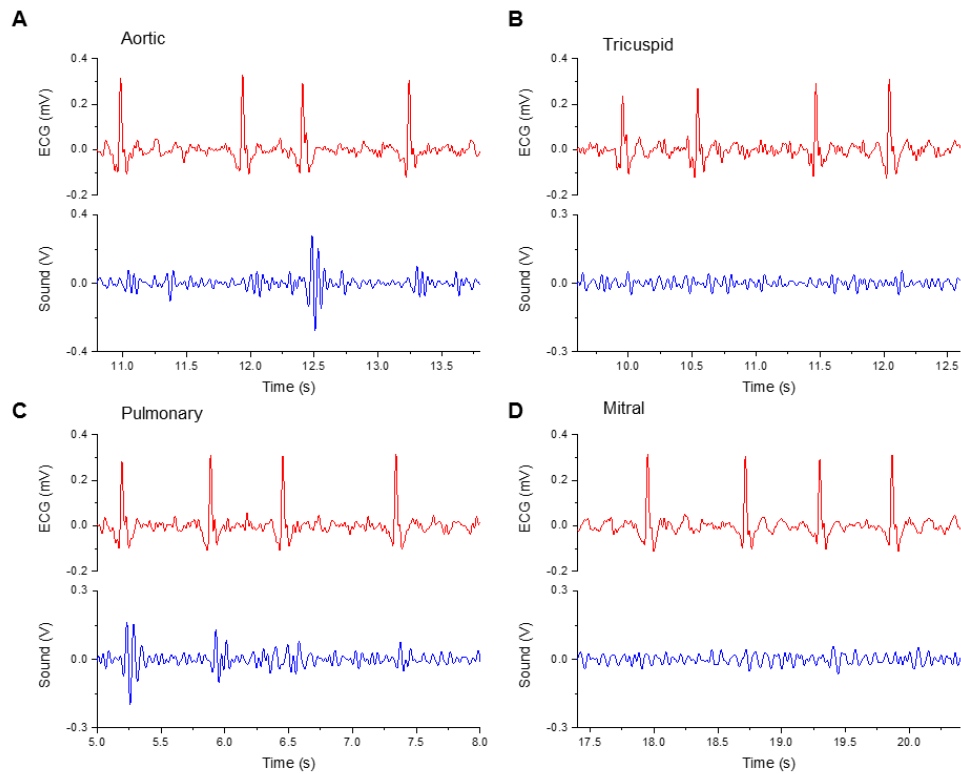 A
Aortic
0.4
0.2
0.0
-0.2
ECG (mV)
0.4
0.0
-0.4
Sound (V)
11.0 11.5 12.0 12.5 13.0 13.5
Time (s)
B
Tricuspid
0.4
0.2
0.0
-0.2
ECG (mV)
0.3
0.0
-0.3
Sound (V)
10.0 10.5 11.0 11.5 12.0 12.5
Time (s)
C
Pulmonary
0.4
0.2
0.0
-0.2
ECG (mV)
0.3
0.0
-0.3
Sound (V)
5.0 5.5 6.0 6.5 7.0 7.5 8.0
Time (s)
D
Mitral
0.4
0.2
0.0
-0.2
ECG (mV)
0.3
0.0
-0.3
Sound (V)
17.5 18.0 18.5 19.0 19.5 20.0
Time (s)